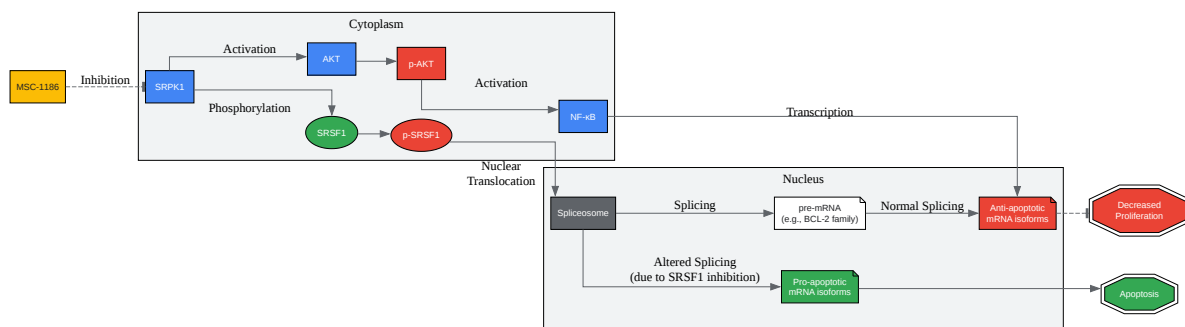 Cytoplasm
MSC-1186
Inhibition
SRPK1
Activation
AKT
p-AKT
Activation
Phosphorylation
SRSF1
p-SRSF1
NF-κB
Transcription
Nuclear
Translocation
Nucleus
Spliceosome
Splicing
pre-mRNA
(e.g., BCL-2 family)
Normal Splicing
Anti-apoptotic
mRNA isoforms
Decreased
Proliferation
Altered Splicing
(due to SRSF1 inhibition)
Pro-apoptotic
mRNA isoforms
Apoptosis